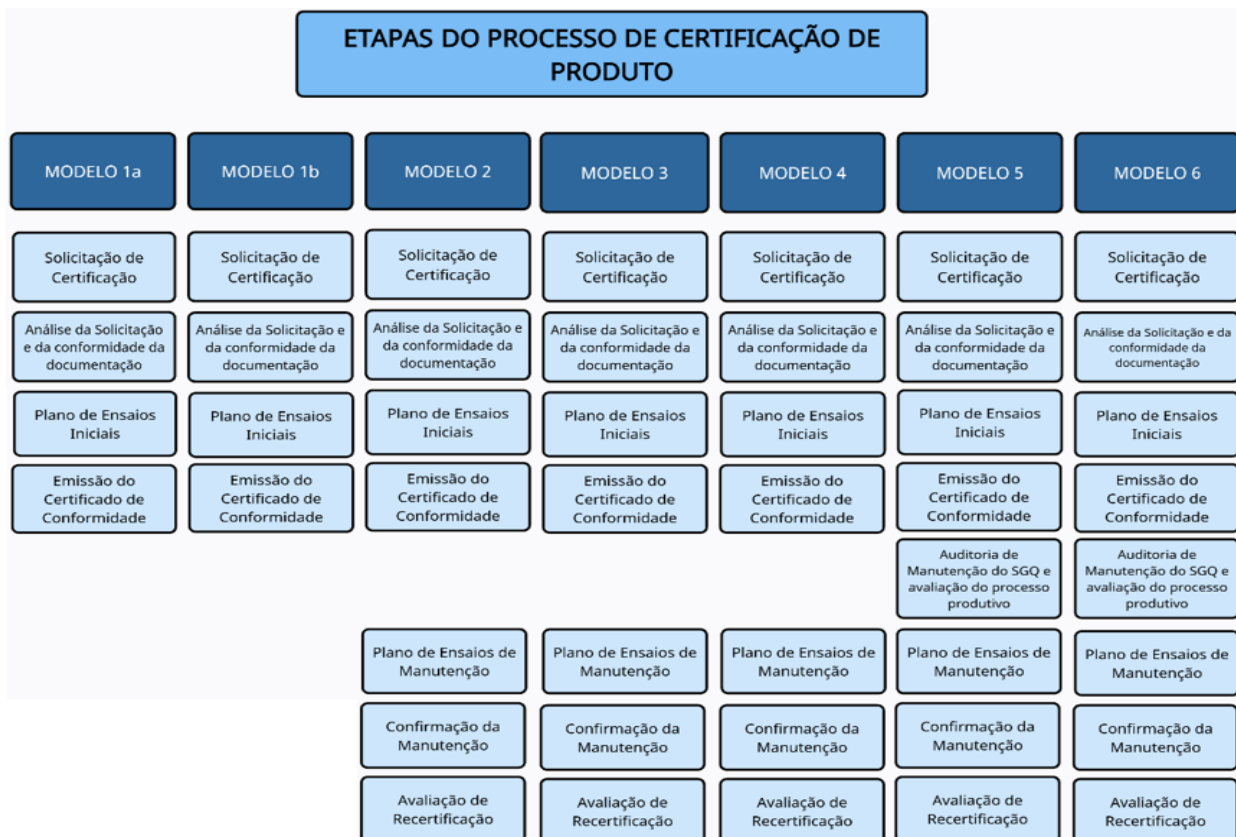 ETAPAS DO PROCESSO DE CERTIFICAÇÃO DE
PRODUTO
MODELO 1a
MODELO 1b
MODELO 2
MODELO 3
MODELO 4
MODELO 5
MODELO 6
Solicitação de
Certificação
Solicitação de
Certificação
Solicitação de
Certificação
Solicitação de
Certificação
Solicitação de
Certificação
Solicitação de
Certificação
Solicitação de
Certificação
Análise da Solicitação
e da conformidade da
documentação
Análise da Solicitação e
da conformidade da
documentação
Análise da Solicitação e
da conformidade da
documentação
Análise da Solicitação e
da conformidade da
documentação
Análise da Solicitação e
da conformidade da
documentação
Análise da Solicitação e
da conformidade da
documentação
Análise da Solicitação e da
conformidade da
documentação
Plano de Ensaios
Iniciais
Plano de Ensaios
Iniciais
Plano de Ensaios
Iniciais
Plano de Ensaios
Iniciais
Plano de Ensaios
Iniciais
Plano de Ensaios
Iniciais
Plano de Ensaios
Iniciais
Emissão do
Certificado de
Conformidade
Emissão do
Certificado de
Conformidade
Emissão do
Certificado de
Conformidade
Emissão do
Certificado de
Conformidade
Emissão do
Certificado de
Conformidade
Emissão do
Certificado de
Conformidade
Emissão do
Certificado de
Conformidade
Auditoria de
Manutenção do SGQ e
avaliação do processo
produtivo
Auditoria de
Manutenção do SGQ e
avaliação do processo
produtivo
Plano de Ensaios de
Manutenção
Plano de Ensaios de
Manutenção
Plano de Ensaios de
Manutenção
Plano de Ensaios de
Manutenção
Plano de Ensaios de
Manutenção
Confirmação da
Manutenção
Confirmação da
Manutenção
Confirmação da
Manutenção
Confirmação da
Manutenção
Confirmação da
Manutenção
Avaliação de
Recertificação
Avaliação de
Recertificação
Avaliação de
Recertificação
Avaliação de
Recertificação
Avaliação de
Recertificação